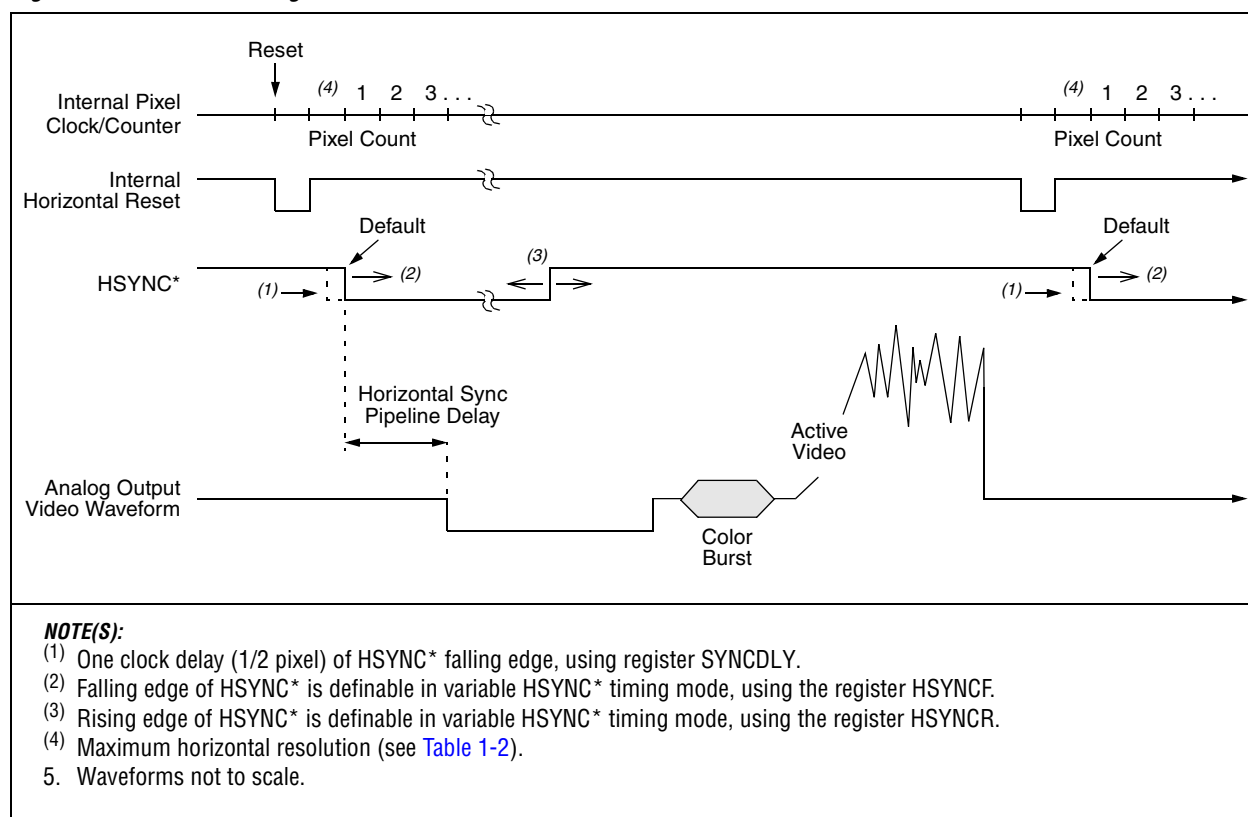 Reset
Internal Pixel
Clock/Counter
(4) 1 2 3 . . .
(4) 1 2 3 . . .
Pixel Count
Pixel Count
Internal
Horizontal Reset
Default
Default
HSYNC*
(1)
(2)
(3)
(1)
(2)
Horizontal Sync
Pipeline Delay
Active
Video
Analog Output
Video Waveform
Color
Burst
NOTE(S):
(1) One clock delay (1/2 pixel) of HSYNC* falling edge, using register SYNCDLY.
(2) Falling edge of HSYNC* is definable in variable HSYNC* timing mode, using the register HSYNCF.
(3) Rising edge of HSYNC* is definable in variable HSYNC* timing mode, using the register HSYNCR.
(4) Maximum horizontal resolution (see Table 1-2).
5. Waveforms not to scale.